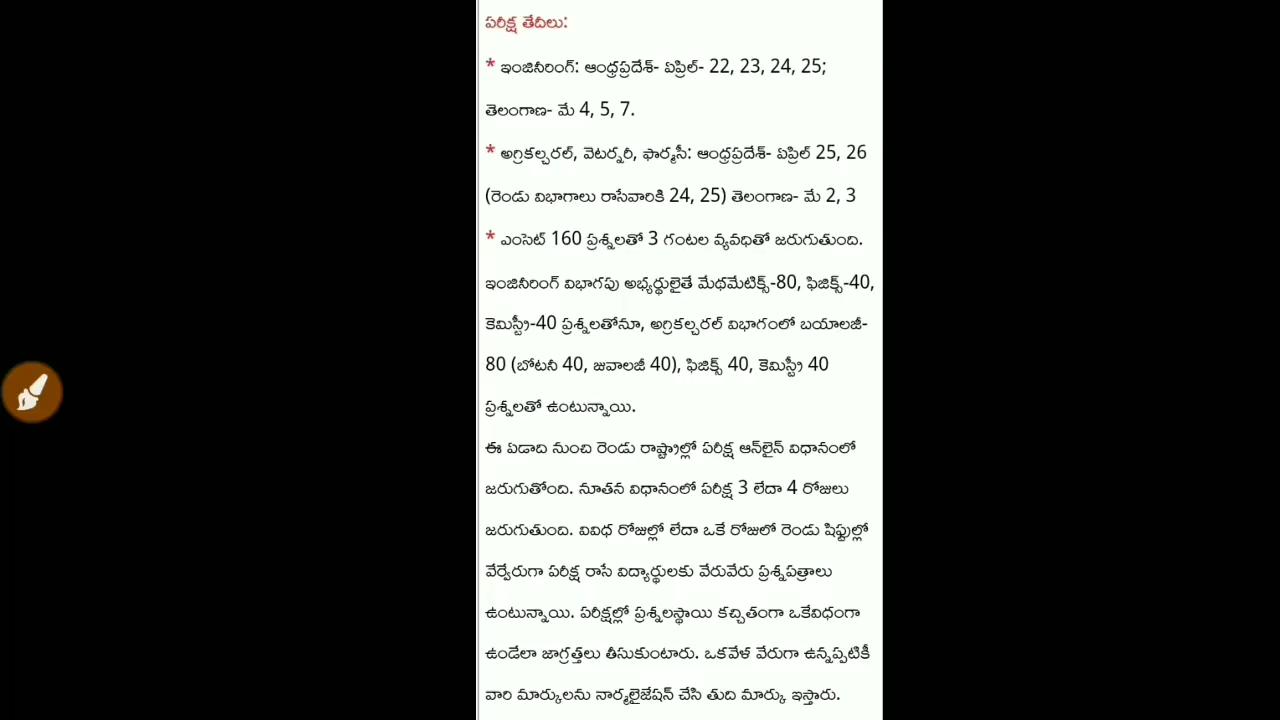 పరీక్ష తేదీలు:
* ఇంజినీరింగ్: ఆంధ్రప్రదేశ్- ఏప్రిల్- 22, 23, 24, 25;
తెలంగాణ- మే 4, 5, 7.
* అగ్రికల్చరల్, వెటర్నరీ, ఫార్మసీ: ఆంధ్రప్రదేశ్- ఏప్రిల్ 25, 26
(రెండు విభాగాలు రాసేవారికి 24, 25) తెలంగాణ- మే 2, 3
* ఎంసెట్ 160 ప్రశ్నలతో 3 గంటల వ్యవధితో జరుగుతుంది.
ఇంజినీరింగ్ విభాగపు అభ్యర్థులైతే మేథమేటిక్స్-80, ఫిజిక్స్-40,
కెమిస్ట్రీ-40 ప్రశ్నలతోనూ, అగ్రికల్చరల్ విభాగంలో బయాలజీ-
80 (బోటనీ 40, జువాలజీ 40), ఫిజిక్స్ 40, కెమిస్ట్రీ 40
ప్రశ్నలతో ఉంటున్నాయి.
ఈ ఏడాది నుంచి రెండు రాష్ట్రాల్లో పరీక్ష ఆన్‌లైన్ విధానంలో
జరుగుతోంది. నూతన విధానంలో పరీక్ష 3 లేదా 4 రోజులు
జరుగుతుంది. వివిధ రోజుల్లో లేదా ఒకే రోజులో రెండు షిఫ్టుల్లో
వేర్వేరుగా పరీక్ష రాసే విద్యార్థులకు వేరువేరు ప్రశ్నపత్రాలు
ఉంటున్నాయి. పరీక్షల్లో ప్రశ్నలస్థాయి కచ్చితంగా ఒకేవిధంగా
ఉండేలా జాగ్రత్తలు తీసుకుంటారు. ఒకవేళ వేరుగా ఉన్నప్పటికీ
వారి మార్కులను నార్మలైజేషన్ చేసి తుది మార్కు ఇస్తారు.